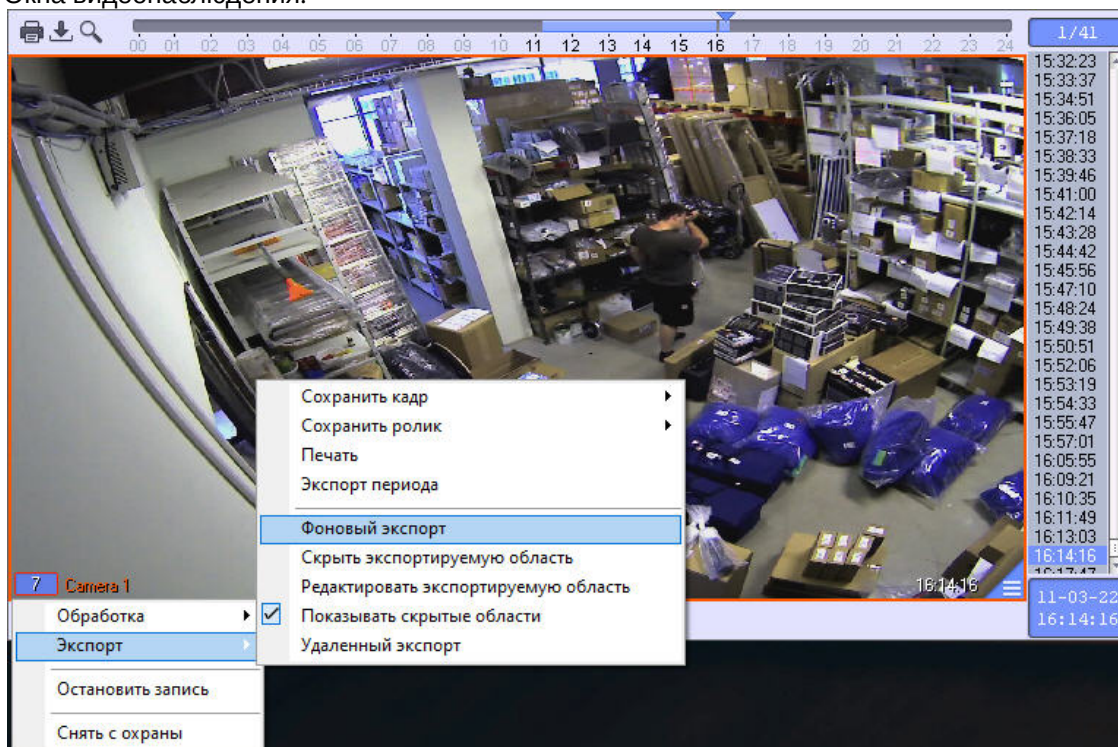 Окна видеонаблюдения.
00 01 02 03 04 05 06 07 08 09 10 11 12 13 14 15 16 17 18 19 20 21 22 23 24
1/41
15:32:23
15:33:37
15:34:51
15:36:05
15:37:18
15:38:33
15:39:46
15:41:00
15:42:14
15:43:28
15:44:42
15:45:56
15:47:10
15:48:24
15:49:38
15:50:51
15:52:06
15:53:19
15:54:33
15:55:47
15:57:01
16:05:55
16:09:21
16:10:35
16:11:49
16:13:03
16:14:16
16:17:47
11-03-22
16:14:16
Сохранить кадр
Сохранить ролик
Печать
Экспорт периода
Фоновый экспорт
Скрыть экспортируемую область
Редактировать экспортируемую область
Показывать скрытые области
Удаленный экспорт
7 Camera 1
16:14:16
Обработка
Экспорт
Остановить запись
Снять с охраны